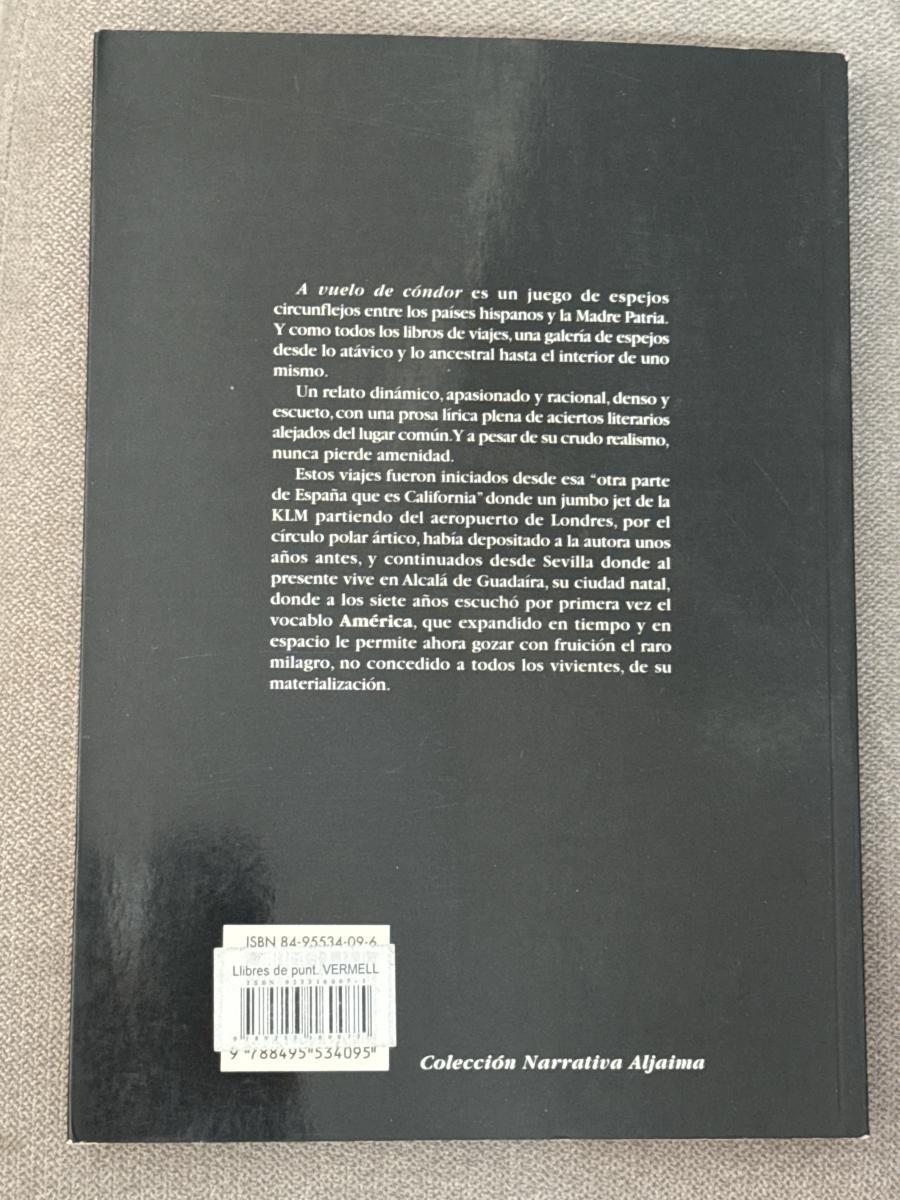 A vuelo de cóndor es un juego de espejos
circunflejos entre los países hispanos y la Madre Patria.
Y como todos los libros de viajes, una galería de espejos
desde lo atávico y lo ancestral hasta el interior de uno
mismo.
Un relato dinámico, apasionado y racional, denso y
escueto, con una prosa lírica plena de aciertos literarios
alejados del lugar común. Y a pesar de su crudo realismo,
nunca pierde amenidad.
Estos viajes fueron iniciados desde esa "otra parte
de España que es California" donde un jumbo jet de la
KLM partiendo del aeropuerto de Londres, por el
círculo polar ártico, había depositado a la autora unos
años antes, y continuados desde Sevilla donde al
presente vive en Alcalá de Guadaíra, su ciudad natal,
donde a los siete años escuchó por primera vez el
vocablo América, que expandido en tiempo y en
espacio le permite ahora gozar con fruición el raro
milagro, no concedido a todos los vivientes, de su
materialización.
ISBN 84-95534-09-6
Llibres de punt. VERMELL
9 788495 534095
Colección Narrativa Aljaima